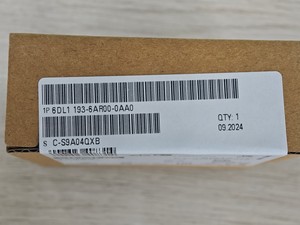 1P 6DL1 193-6AR00-0AA0
QTY: 1
09.2024
S C-S9A04QXB